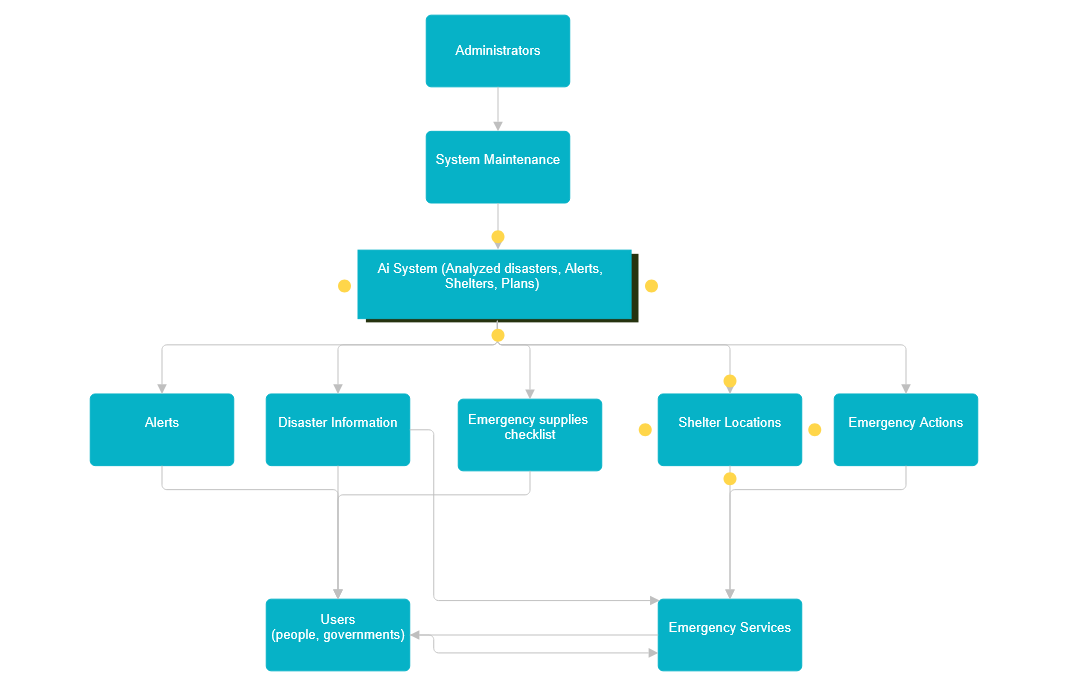 Administrators
System Maintenance
Ai System (Analyzed disasters, Alerts,
Shelters, Plans)
Alerts
Disaster Information
Emergency supplies
checklist
Shelter Locations
Emergency Actions
Users
(people, governments)
Emergency Services